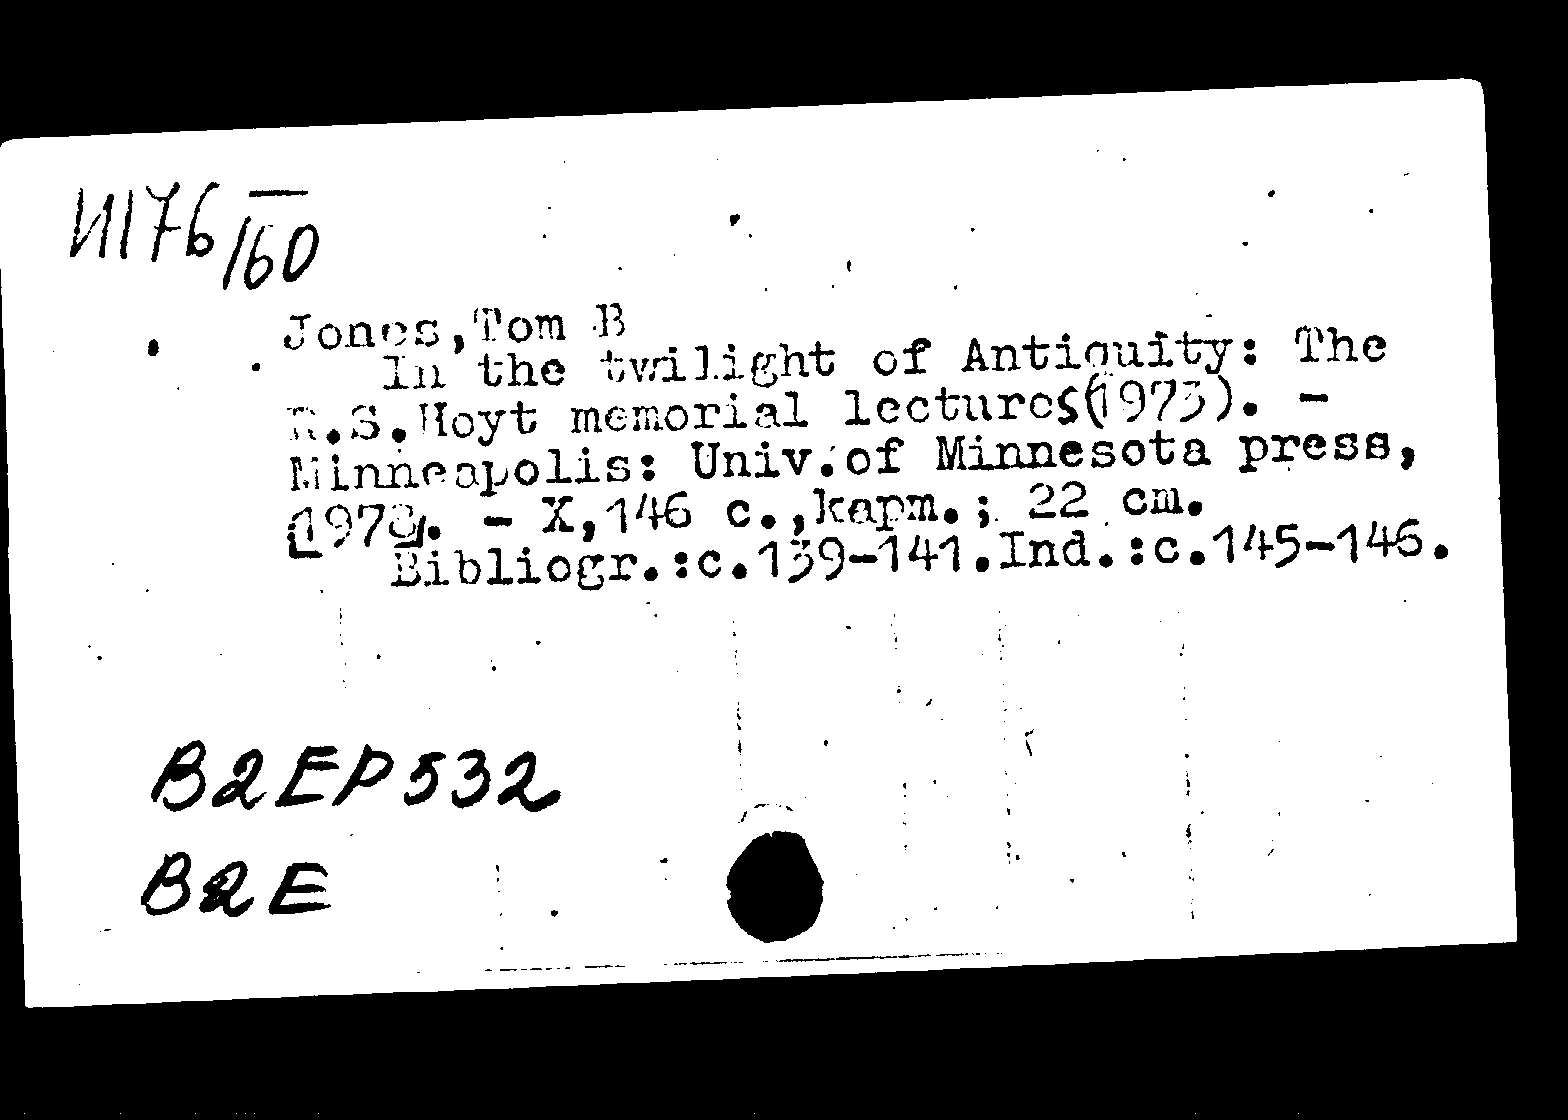 И176/160
Jones,Tom B
In the twilight of Antiquity: The
R.S.Hoyt memorial lectures(1973). -
Minneapolis: Univ.of Minnesota press,
[1978]. - X,146 c.,карт.; 22 cm.
Bibliogr.:c.139-141.Ind.:c.145-146.
B2EP532
B2E